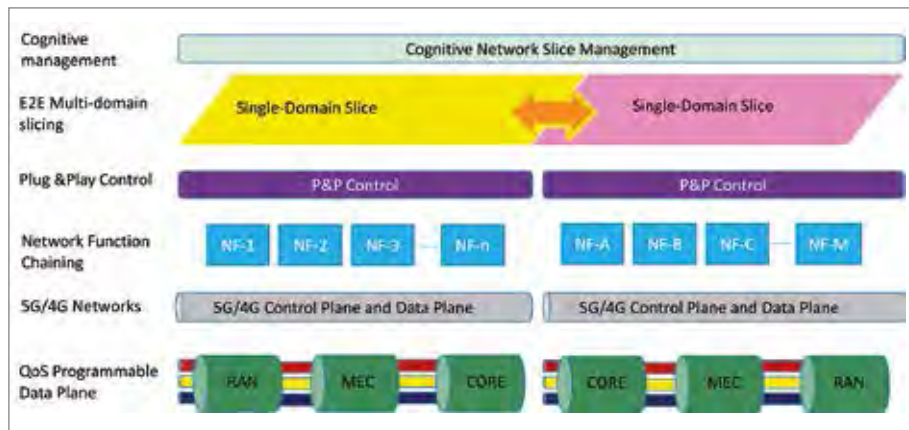 Cognitive
management
Cognitive Network Slice Management
E2E Multi-domain
slicing
Single-Domain Slice
Single-Domain Slice
Plug &Play Control
P&P Control
P&P Control
Network Function
Chaining
NF-1
NF-2
NF-3
NF-n
NF-A
NF-B
NF-C
NF-M
5G/4G Networks
5G/4G Control Plane and Data Plane
5G/4G Control Plane and Data Plane
QoS Programmable
Data Plane
RAN
MEC
CORE
CORE
MEC
RAN